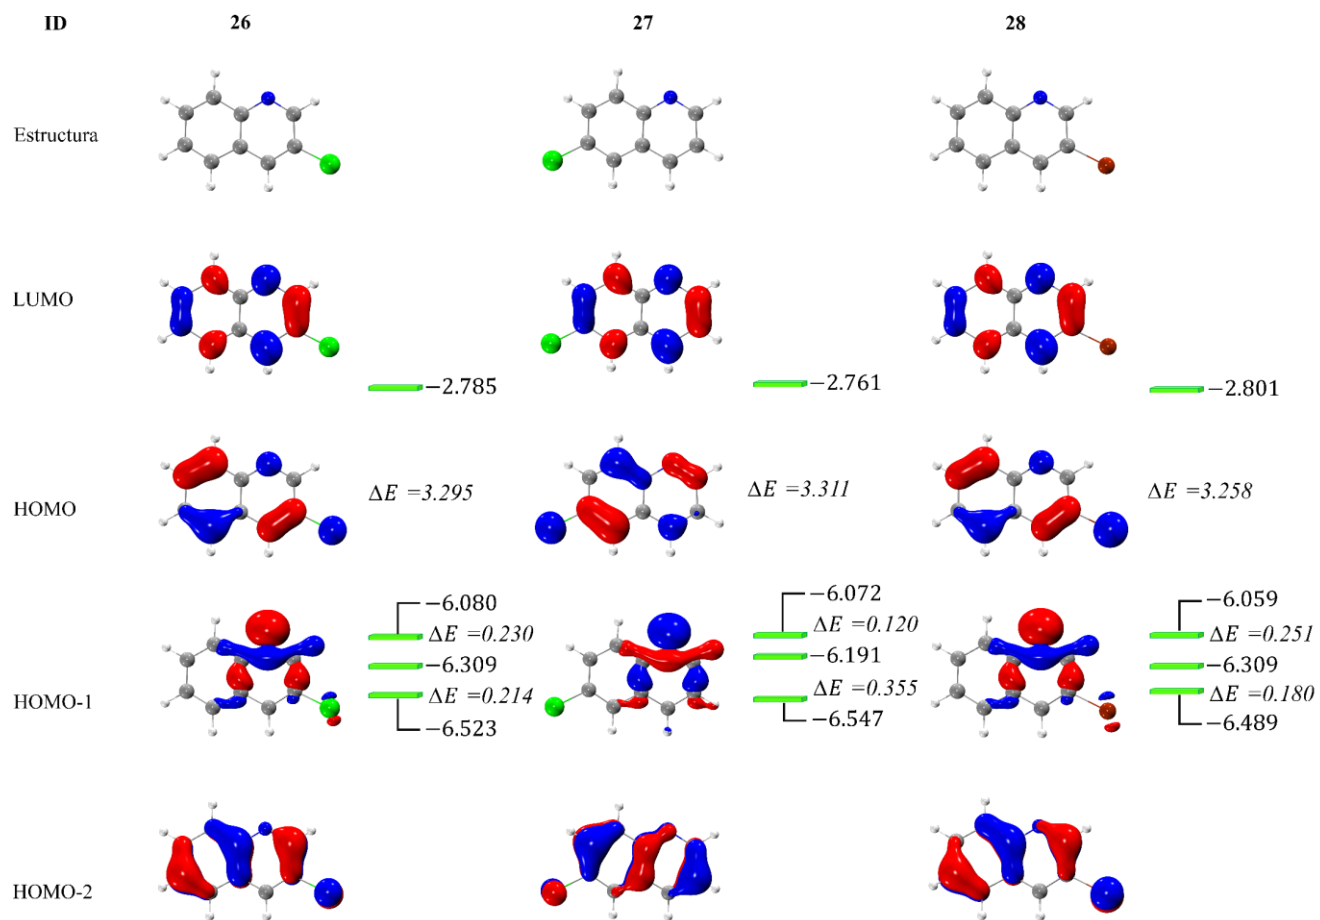 ID 26 27 28
Estructura
LUMO
−2.785 −2.761 −2.801
HOMO
ΔE =3.295 ΔE =3.311 ΔE =3.258
HOMO-1
−6.080
ΔE =0.230
−6.309
ΔE =0.214
−6.523
−6.072
ΔE =0.120
−6.191
ΔE =0.355
−6.547
−6.059
ΔE =0.251
−6.309
ΔE =0.180
−6.489
HOMO-2